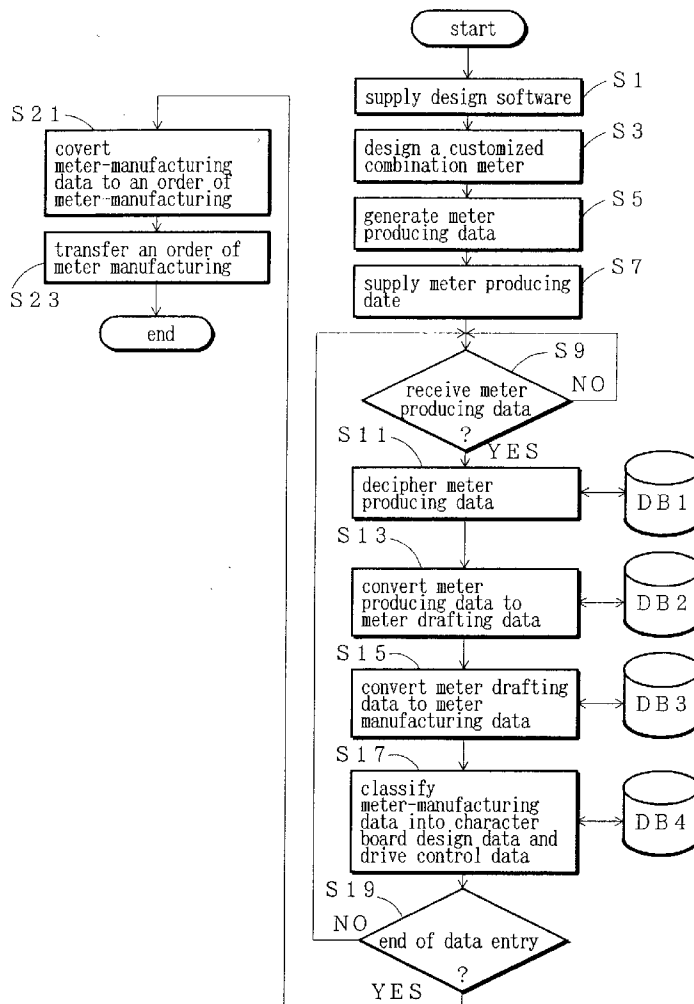 start
S1
supply design software
S3
design a customized
combination meter
S5
generate meter
producing data
S7
supply meter producing
date
S9
receive meter
producing data
?
NO
YES
S11
decipher meter
producing data
DB1
S13
convert meter
producing data to
meter drafting data
DB2
S15
convert meter drafting
data to meter
manufacturing data
DB3
S17
classify
meter-manufacturing
data into character
board design data and
drive control data
DB4
S19
NO
end of data entry
?
YES
S21
covert
meter-manufacturing
data to an order of
meter-manufacturing
transfer an order of
meter manufacturing
S23
end